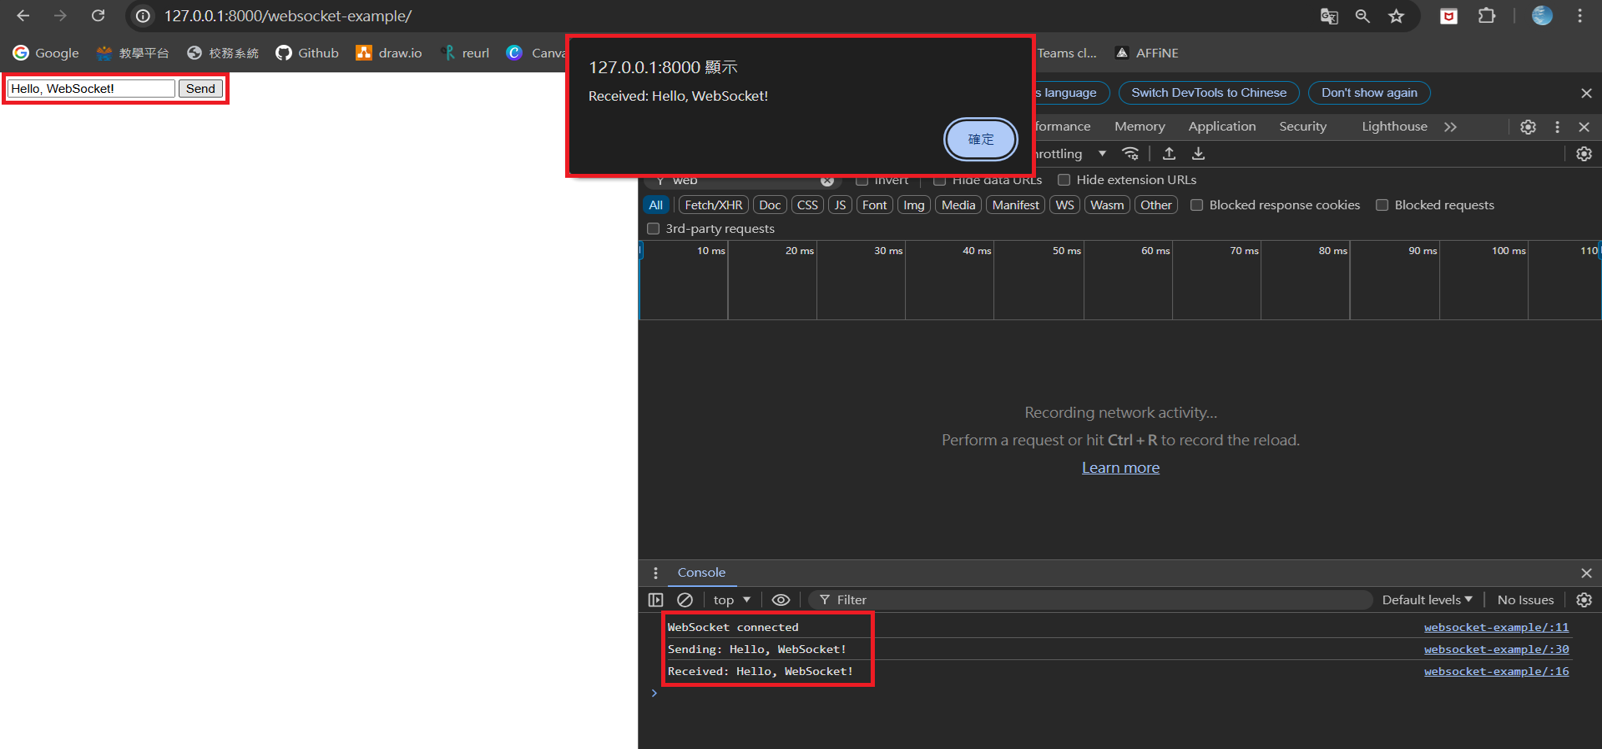 127.0.0.1:8000/websocket-example/
Google 教學平台 校務系統 Github draw.io reurl Canva Teams cl... AFFiNE
127.0.0.1:8000 顯示
Received: Hello, WebSocket!
確定
Hello, WebSocket! Send
language Switch DevTools to Chinese Don't show again
formance Memory Application Security Lighthouse
hrottling
web Invert Hide data URLs Hide extension URLs
All Fetch/XHR Doc CSS JS Font Img Media Manifest WS Wasm Other Blocked response cookies Blocked requests
3rd-party requests
10 ms 20 ms 30 ms 40 ms 50 ms 60 ms 70 ms 80 ms 90 ms 100 ms 110
Recording network activity...
Perform a request or hit Ctrl + R to record the reload.
Learn more
Console
top Filter Default levels No Issues
WebSocket connected websocket-example/:11
Sending: Hello, WebSocket! websocket-example/:30
Received: Hello, WebSocket! websocket-example/:16